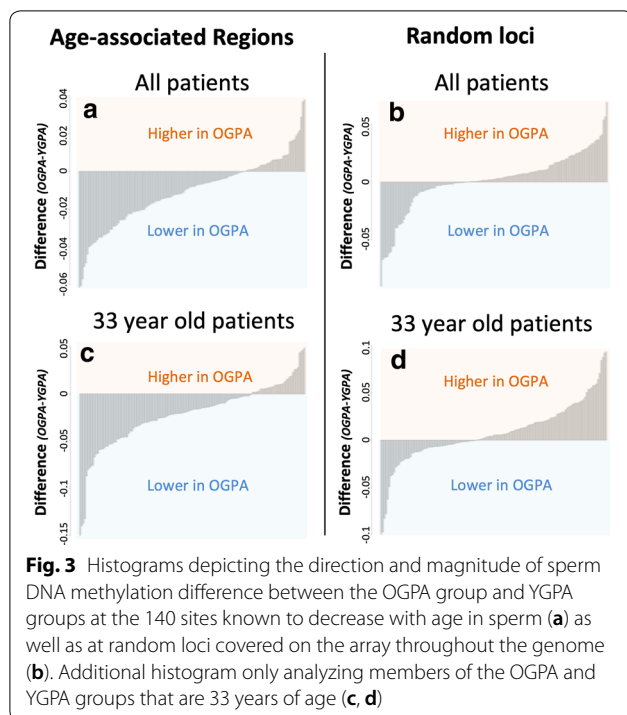 Age-associated Regions
Random loci
All patients
a
Difference (OGPA-YGPA)
0.04
0.02
0
-0.02
-0.04
-0.06
Higher in OGPA
Lower in OGPA
All patients
b
0.05
0
-0.05
Higher in OGPA
Lower in OGPA
33 year old patients
c
Difference (OGPA-YGPA)
0.05
0
-0.05
-0.1
-0.15
Higher in OGPA
Lower in OGPA
33 year old patients
d
Difference (OGPA-YGPA)
0.1
0.05
0
-0.05
-0.1
Higher in OGPA
Lower in OGPA
Difference (OGPA-YGPA)
Fig. 3 Histograms depicting the direction and magnitude of sperm
DNA methylation difference between the OGPA group and YGPA
groups at the 140 sites known to decrease with age in sperm (a) as
well as at random loci covered on the array throughout the genome
(b). Additional histogram only analyzing members of the OGPA and
YGPA groups that are 33 years of age (c, d)